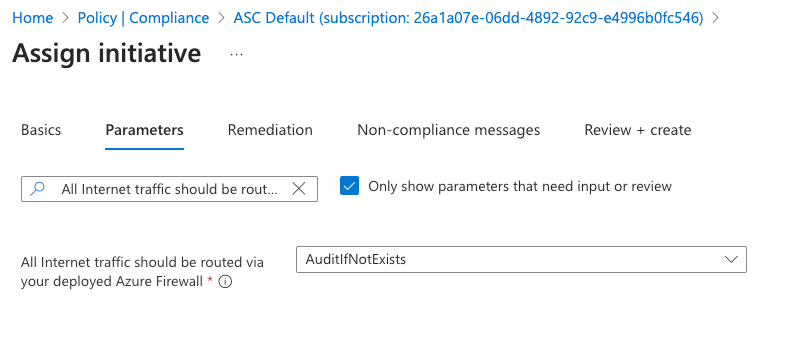 Home > Policy | Compliance > ASC Default (subscription: 26a1a07e-06dd-4892-92c9-e4996b0fc546) >
Assign initiative ...
Basics Parameters Remediation Non-compliance messages Review + create
All Internet traffic should be rout... Only show parameters that need input or review
All Internet traffic should be routed via
your deployed Azure Firewall *
AuditIfNotExists